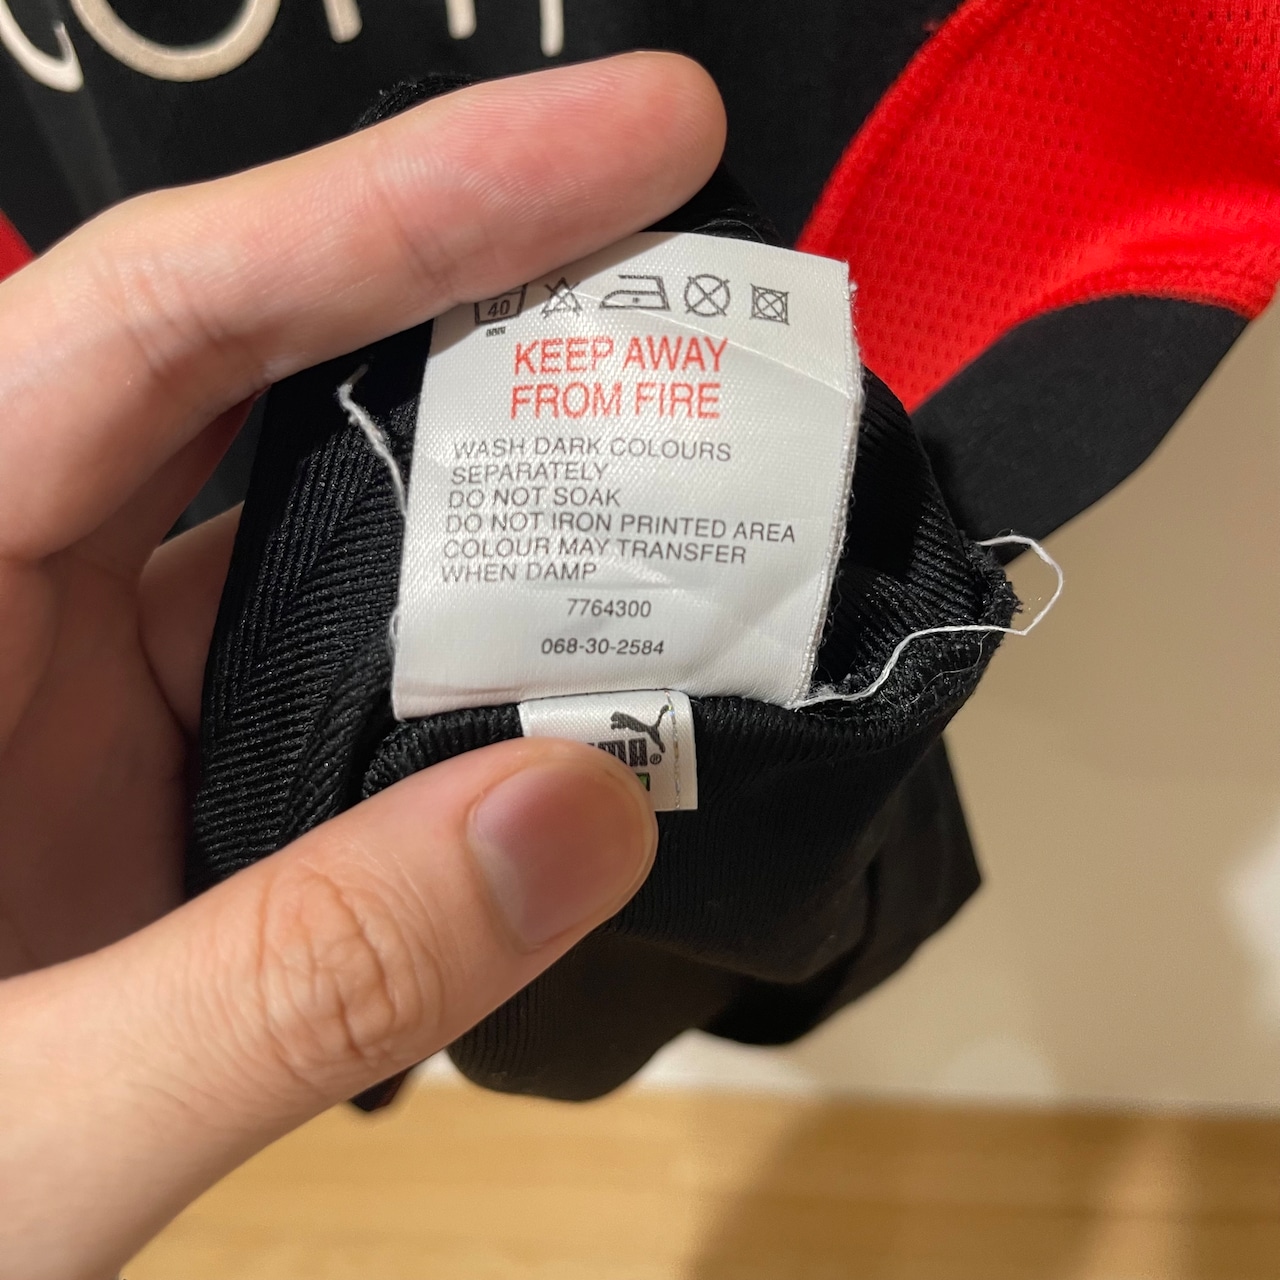 40
KEEP AWAY
FROM FIRE
WASH DARK COLOURS
SEPARATELY
DO NOT SOAK
DO NOT IRON PRINTED AREA
COLOUR MAY TRANSFER
WHEN DAMP
7764300
068-30-2584